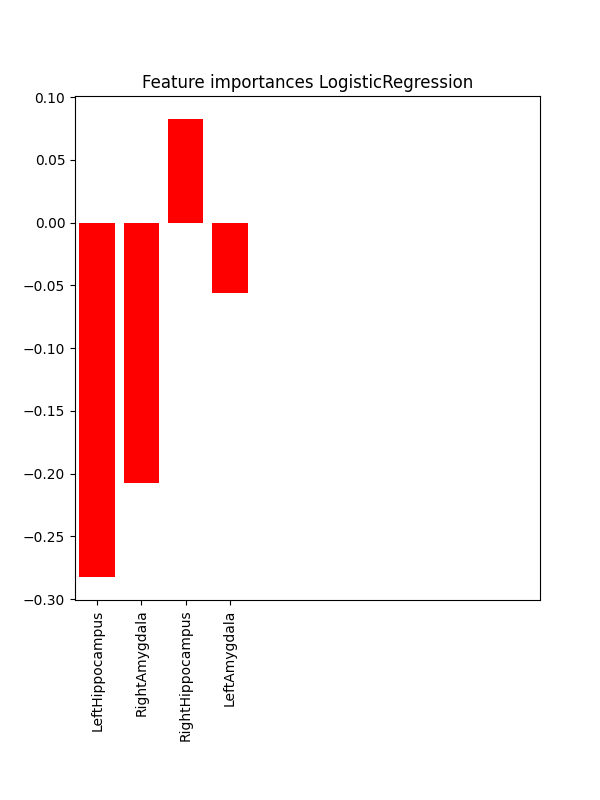 Feature importances LogisticRegression
0.10
0.05
0.00
−0.05
−0.10
−0.15
−0.20
−0.25
−0.30
LeftHippocampus
RightAmygdala
RightHippocampus
LeftAmygdala